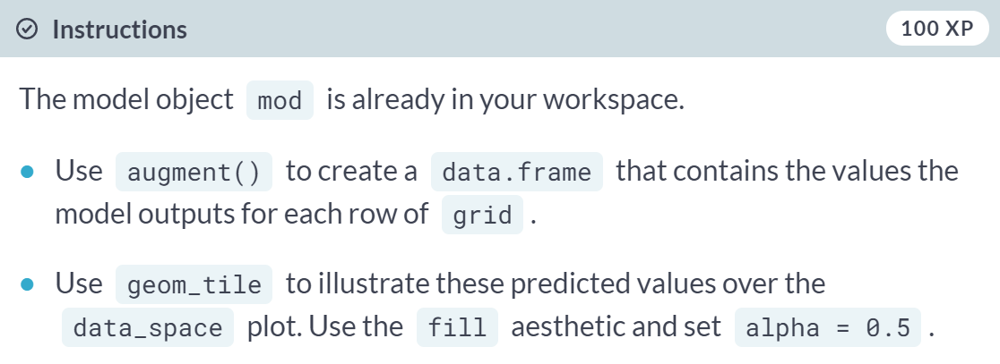 Instructions
100 XP
The model object mod is already in your workspace.
Use augment() to create a data.frame that contains the values the
model outputs for each row of grid .
Use geom_tile to illustrate these predicted values over the
data_space plot. Use the fill aesthetic and set alpha = 0.5 .